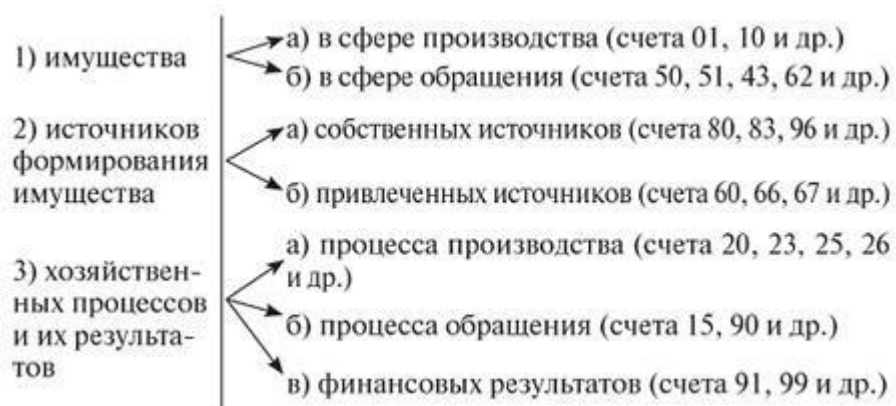 1) имущества
а) в сфере производства (счета 01, 10 и др.)
б) в сфере обращения (счета 50, 51, 43, 62 и др.)
2) источников
формирования
имущества
а) собственных источников (счета 80, 83, 96 и др.)
б) привлеченных источников (счета 60, 66, 67 и др.)
3) хозяйствен-
ных процессов
и их результа-
тов
а) процесса производства (счета 20, 23, 25, 26
и др.)
б) процесса обращения (счета 15, 90 и др.)
в) финансовых результатов (счета 91, 99 и др.)